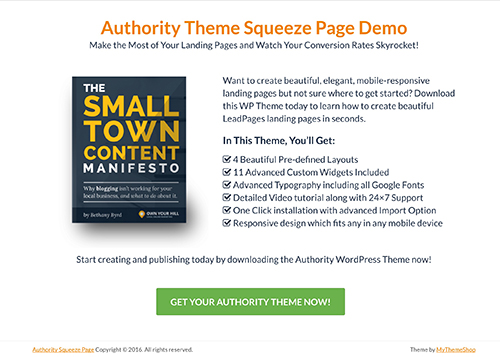 Authority Theme Squeeze Page Demo
Make the Most of Your Landing Pages and Watch Your Conversion Rates Skyrocket!
THE
SMALL
TOWN
CONTENT
MANIFESTO
Why blogging isn't working for your
local business, and what to do about it.
by Bethany Byrd
OWN YOUR HILL
Want to create beautiful, elegant, mobile-responsive
landing pages but not sure where to get started? Download
this WP Theme today to learn how to create beautiful
LeadPages landing pages in seconds.
In This Theme, You'll Get:
4 Beautiful Pre-defined Layouts
11 Advanced Custom Widgets Included
Advanced Typography including all Google Fonts
Detailed Video tutorial along with 24×7 Support
One Click installation with advanced Import Option
Responsive design which fits any in any mobile device
Start creating and publishing today by downloading the Authority WordPress Theme now!
GET YOUR AUTHORITY THEME NOW!
Authority Squeeze Page Copyright © 2016. All rights reserved.
Theme by MyThemeShop